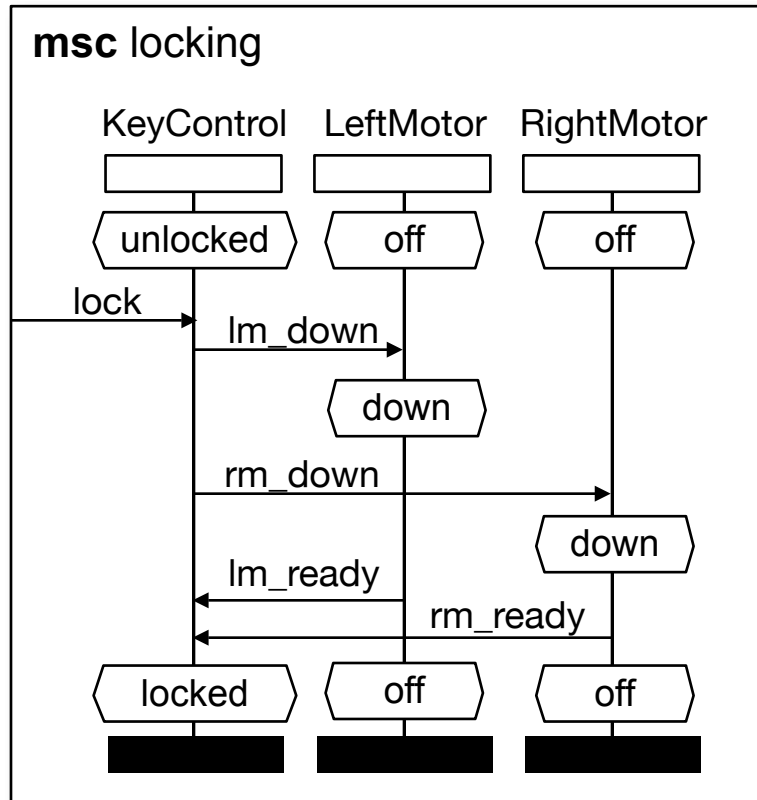 msc locking
KeyControl LeftMotor RightMotor
unlocked off off
lock
lm_down
down
rm_down
down
lm_ready
rm_ready
locked off off